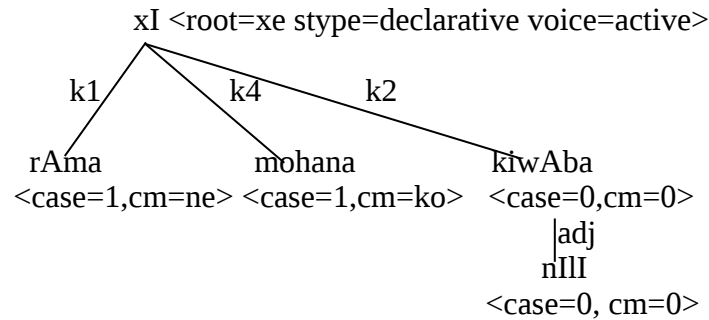 xI <root=xe stype=declarative voice=active>
k1 k4 k2
rAma mohana kiwAba
<case=1,cm=ne> <case=1,cm=ko> <case=0,cm=0>
adj
nIlI
<case=0, cm=0>